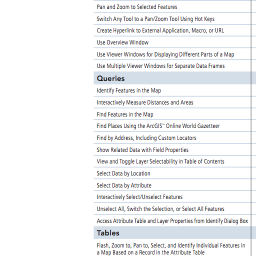 Pan and Zoom to Selected Features
Switch Any Tool to a Pan/Zoom Tool Using Hot Keys
Create Hyperlink to External Application, Macro, or URL
Use Overview Window
Use Viewer Windows for Displaying Different Parts of a Map
Use Multiple Viewer Windows for Separate Data Frames
Queries
Identify Features in the Map
Interactively Measure Distances and Areas
Find Features in the Map
Find Places Using the ArcGIS℠ Online World Gazetteer
Find by Address, Including Custom Locators
Show Related Data with Field Properties
View and Toggle Layer Selectability in Table of Contents
Select Data by Location
Select Data by Attribute
Interactively Select/Unselect Features
Unselect All, Switch the Selection, or Select All Features
Access Attribute Table and Layer Properties from Identify Dialog Box
Tables
Flash, Zoom to, Pan to, Select, and Identify Individual Features in
a Map Based on a Record in the Attribute Table